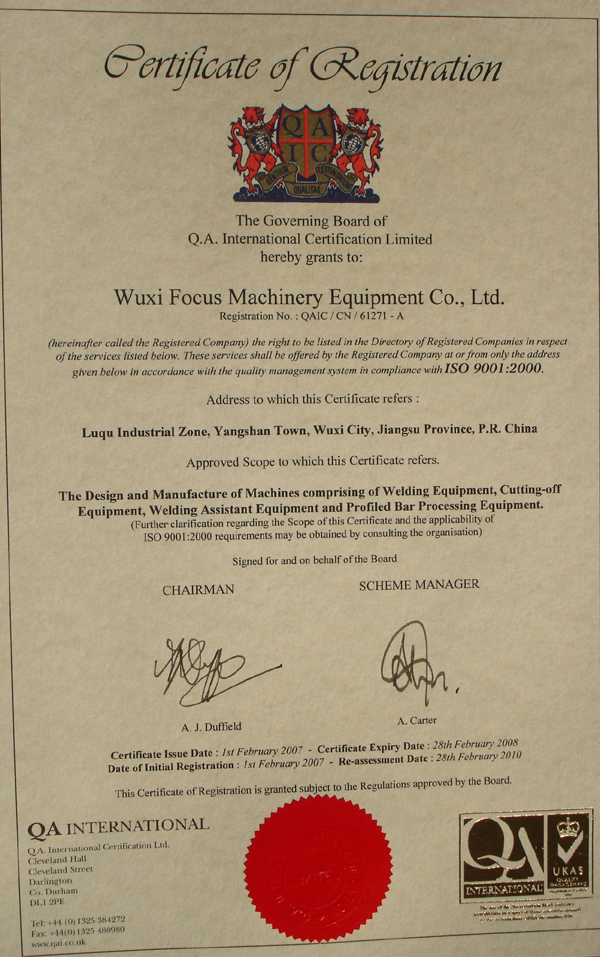 Certificate of Registration
QA
IC
QUALITAS
The Governing Board of
Q.A. International Certification Limited
hereby grants to:
Wuxi Focus Machinery Equipment Co., Ltd.
Registration No. : QAIC / CN / 61271 - A
(hereinafter called the Registered Company) the right to be listed in the Directory of Registered Companies in respect
of the services listed below. These services shall be offered by the Registered Company at or from only the address
given below in accordance with the quality management system in compliance with ISO 9001:2000.
Address to which this Certificate refers :
Luqu Industrial Zone, Yangshan Town, Wuxi City, Jiangsu Province, P.R. China
Approved Scope to which this Certificate refers.
The Design and Manufacture of Machines comprising of Welding Equipment, Cutting-off
Equipment, Welding Assistant Equipment and Profiled Bar Processing Equipment.
(Further clarification regarding the Scope of this Certificate and the applicability of
ISO 9001:2000 requirements may be obtained by consulting the organisation)
Signed for and on behalf of the Board
CHAIRMAN SCHEME MANAGER
A. J. Duffield A. Carter
Certificate Issue Date : 1st February 2007 - Certificate Expiry Date : 28th February 2008
Date of Initial Registration : 1st February 2007 - Re-assessment Date : 28th February 2010
This Certificate of Registration is granted subject to the Regulations approved by the Board.
QA INTERNATIONAL
Q.A. International Certification Ltd.
Cleveland Hall
Cleveland Street
Darlington
Co. Durham
DL1 2PE
Tel: +44 (0) 1325 384272
Fax: +44(0) 1325 480980
www.qai.co.uk
QA
INTERNATIONAL
UKAS
QUALITY
MANAGEMENT